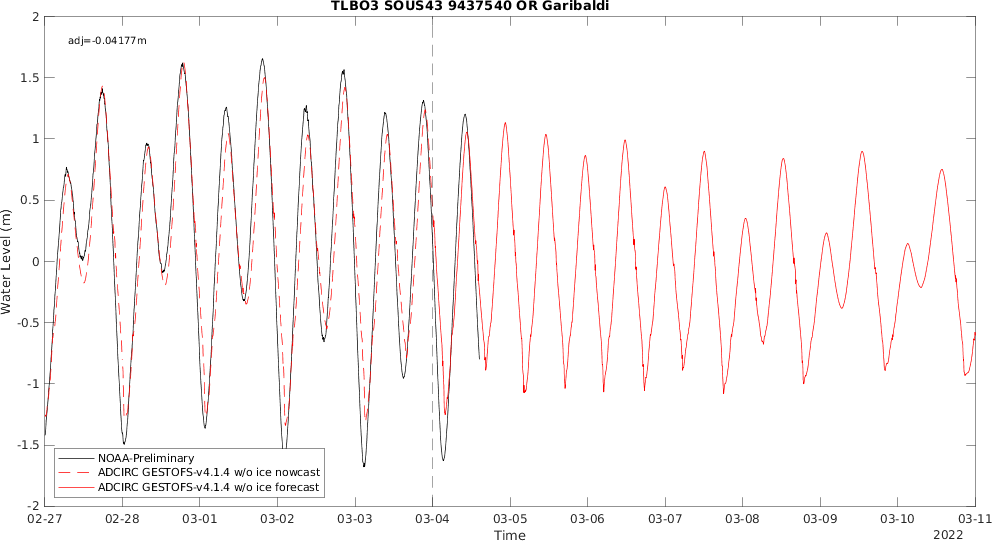 TLBO3 SOUS43 9437540 OR Garibaldi
adj=-0.04177m
2
1.5
1
0.5
0
-0.5
-1
-1.5
-2
Water Level (m)
NOAA-Preliminary
ADCIRC GESTOFS-v4.1.4 w/o ice nowcast
ADCIRC GESTOFS-v4.1.4 w/o ice forecast
02-27 02-28 03-01 03-02 03-03 03-04 03-05 03-06 03-07 03-08 03-09 03-10 03-11
Time
2022